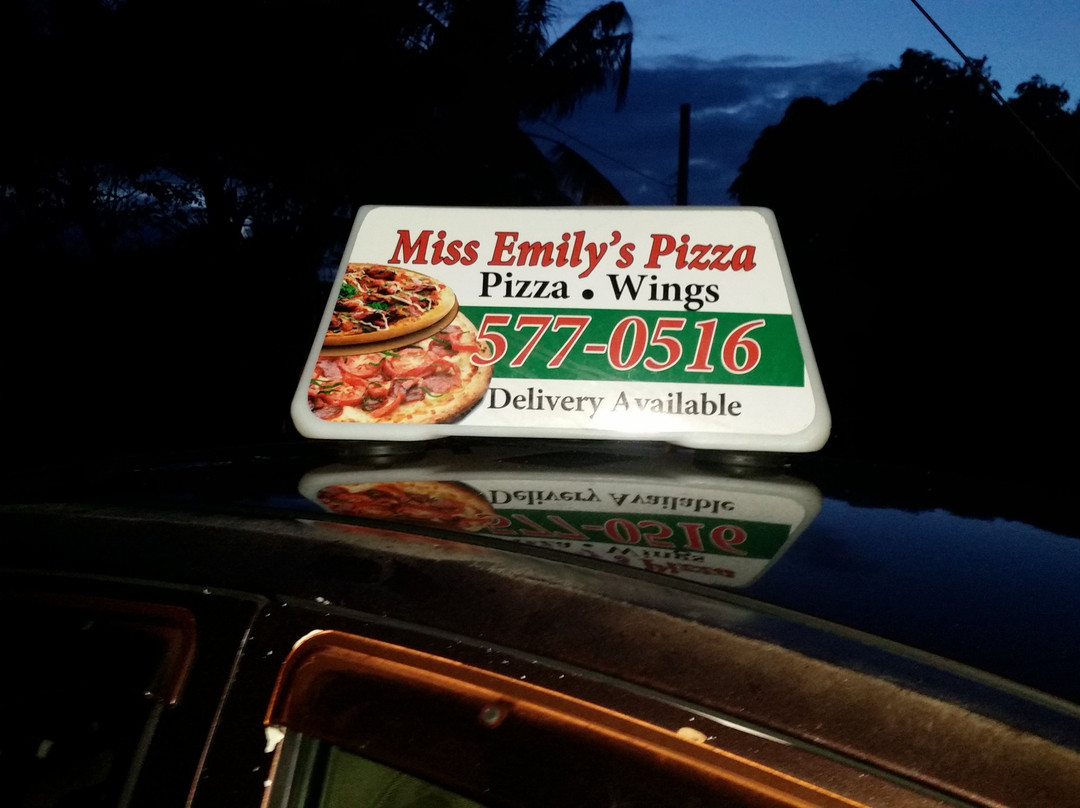 Miss Emily's Pizza
Pizza • Wings
577-0516
Delivery Available